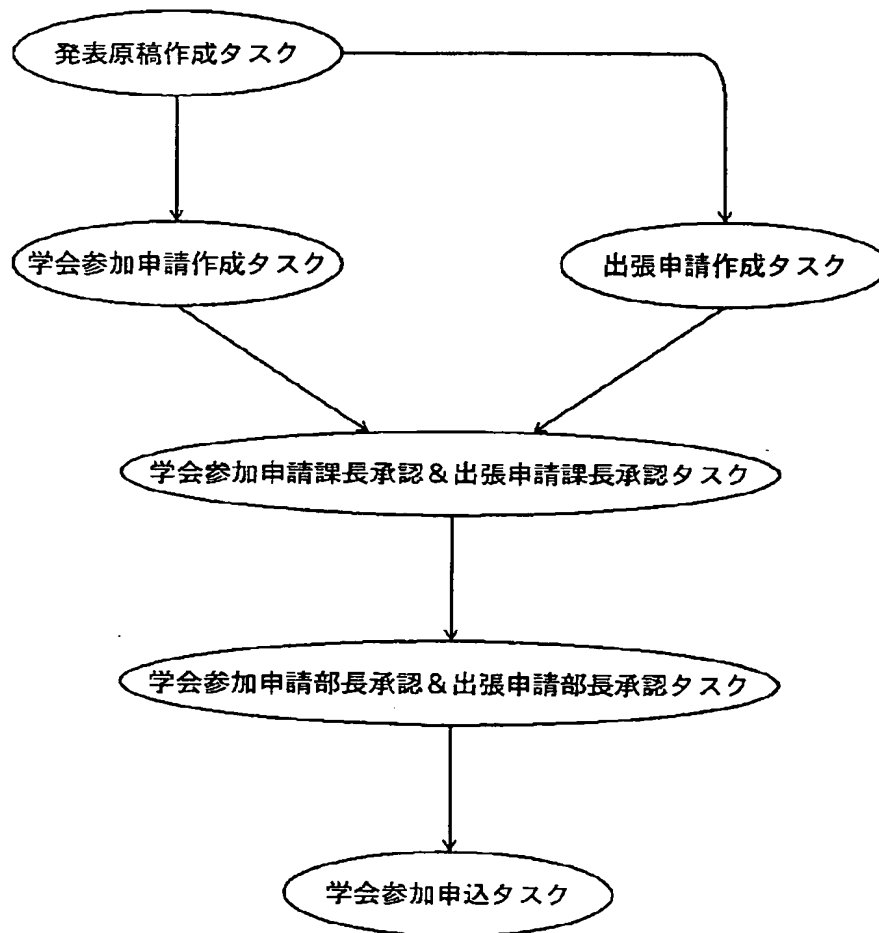 発表原稿作成タスク
学会参加申請作成タスク
出張申請作成タスク
学会参加申請課長承認&出張申請課長承認タスク
学会参加申請部長承認&出張申請部長承認タスク
学会参加申込タスク